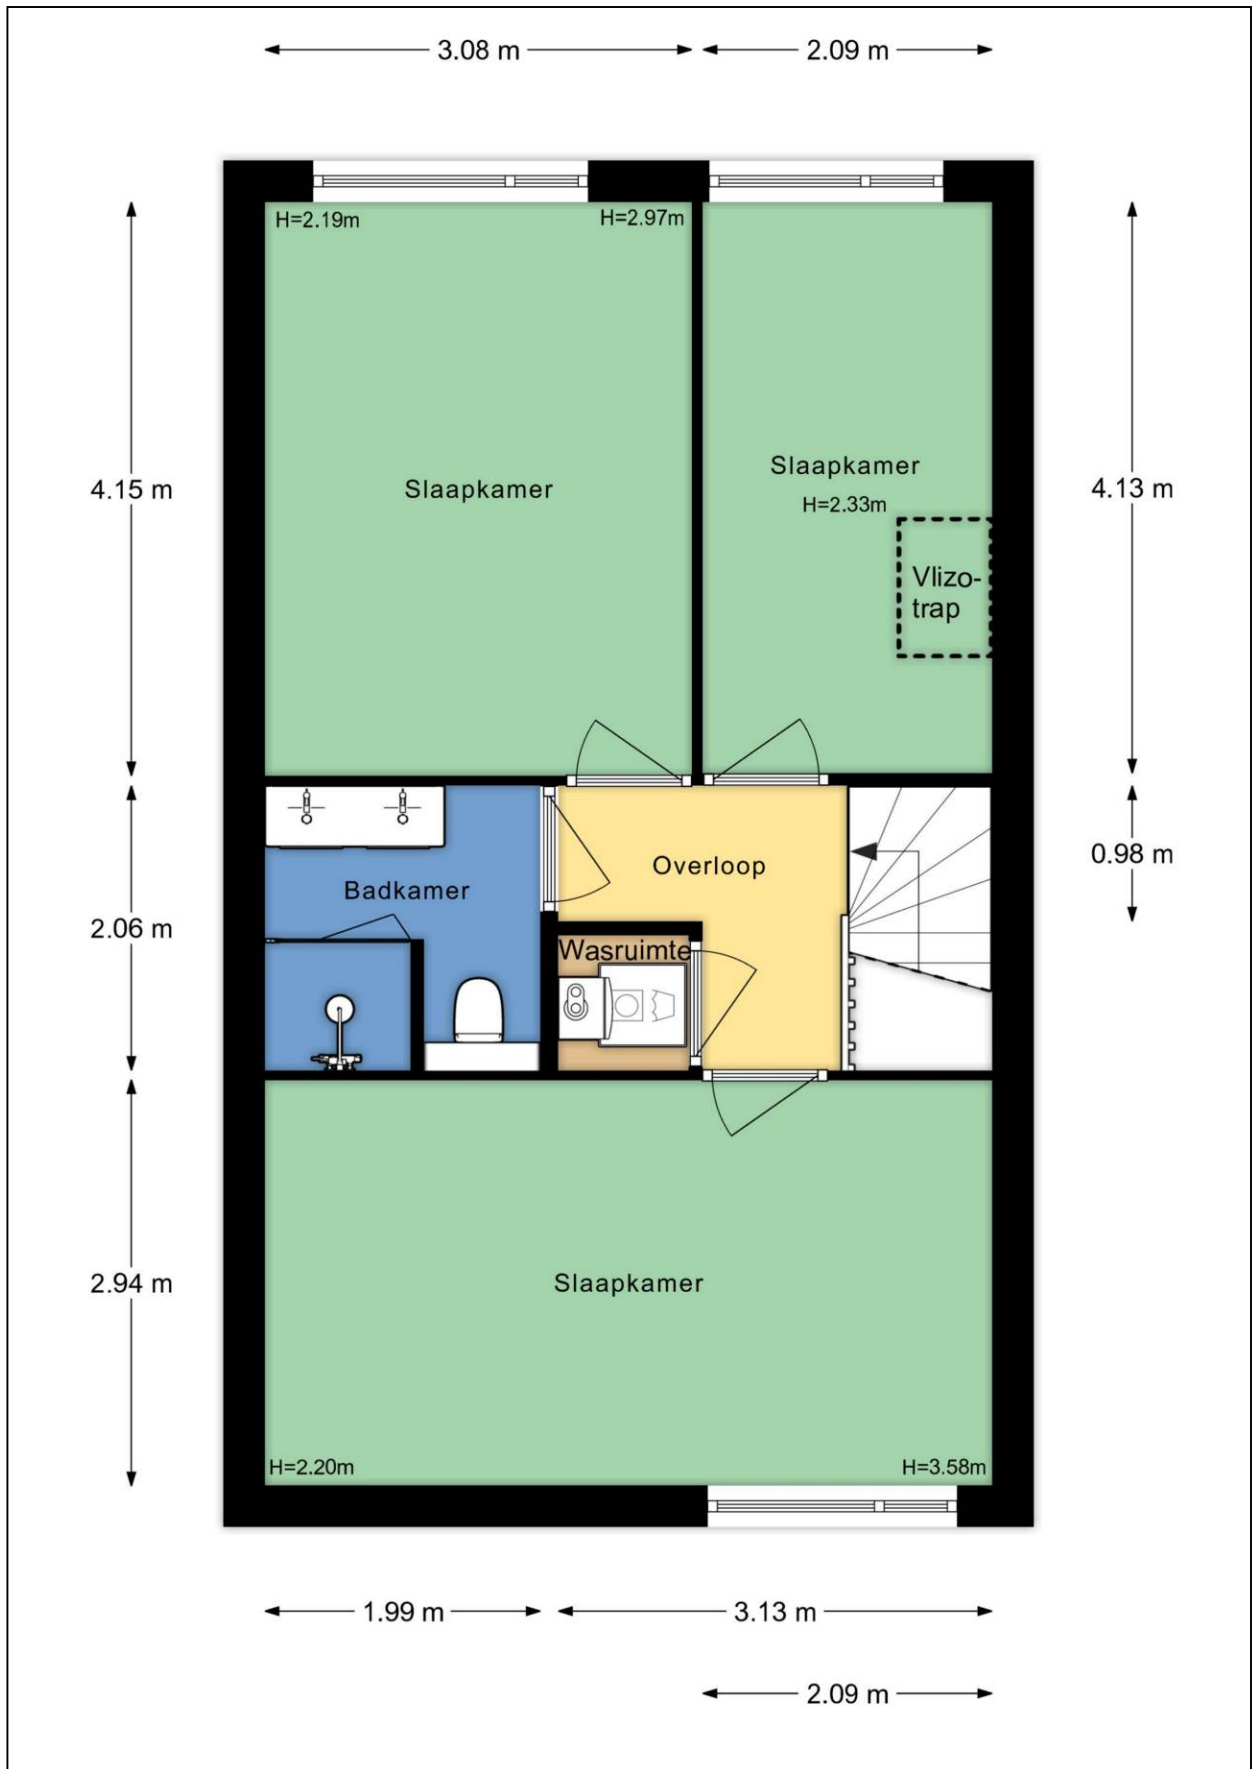 3.08 m
2.09 m
H=2.19m
H=2.97m
4.15 m
Slaapkamer
Slaapkamer
H=2.33m
4.13 m
Vlizo-
trap
Overloop
0.98 m
Badkamer
2.06 m
Wasruimte
2.94 m
Slaapkamer
H=2.20m
H=3.58m
1.99 m
3.13 m
2.09 m